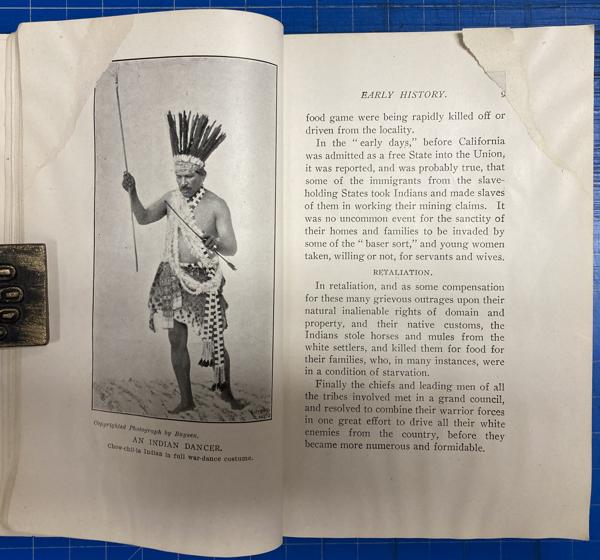 Copyrighted Photograph by Boysen.
AN INDIAN DANCER.
Chow-chil-la Indian in full war-dance costume.
EARLY HISTORY. 9
food game were being rapidly killed off or
driven from the locality.
In the “ early days,” before California
was admitted as a free State into the Union,
it was reported, and was probably true, that
some of the immigrants from the slave-
holding States took Indians and made slaves
of them in working their mining claims. It
was no uncommon event for the sanctity of
their homes and families to be invaded by
some of the “ baser sort,” and young women
taken, willing or not, for servants and wives.
RETALIATION.
In retaliation, and as some compensation
for these many grievous outrages upon their
natural inalienable rights of domain and
property, and their native customs, the
Indians stole horses and mules from the
white settlers, and killed them for food for
their families, who, in many instances, were
in a condition of starvation.
Finally the chiefs and leading men of all
the tribes involved met in a grand council,
and resolved to combine their warrior forces
in one great effort to drive all their white
enemies from the country, before they
became more numerous and formidable.